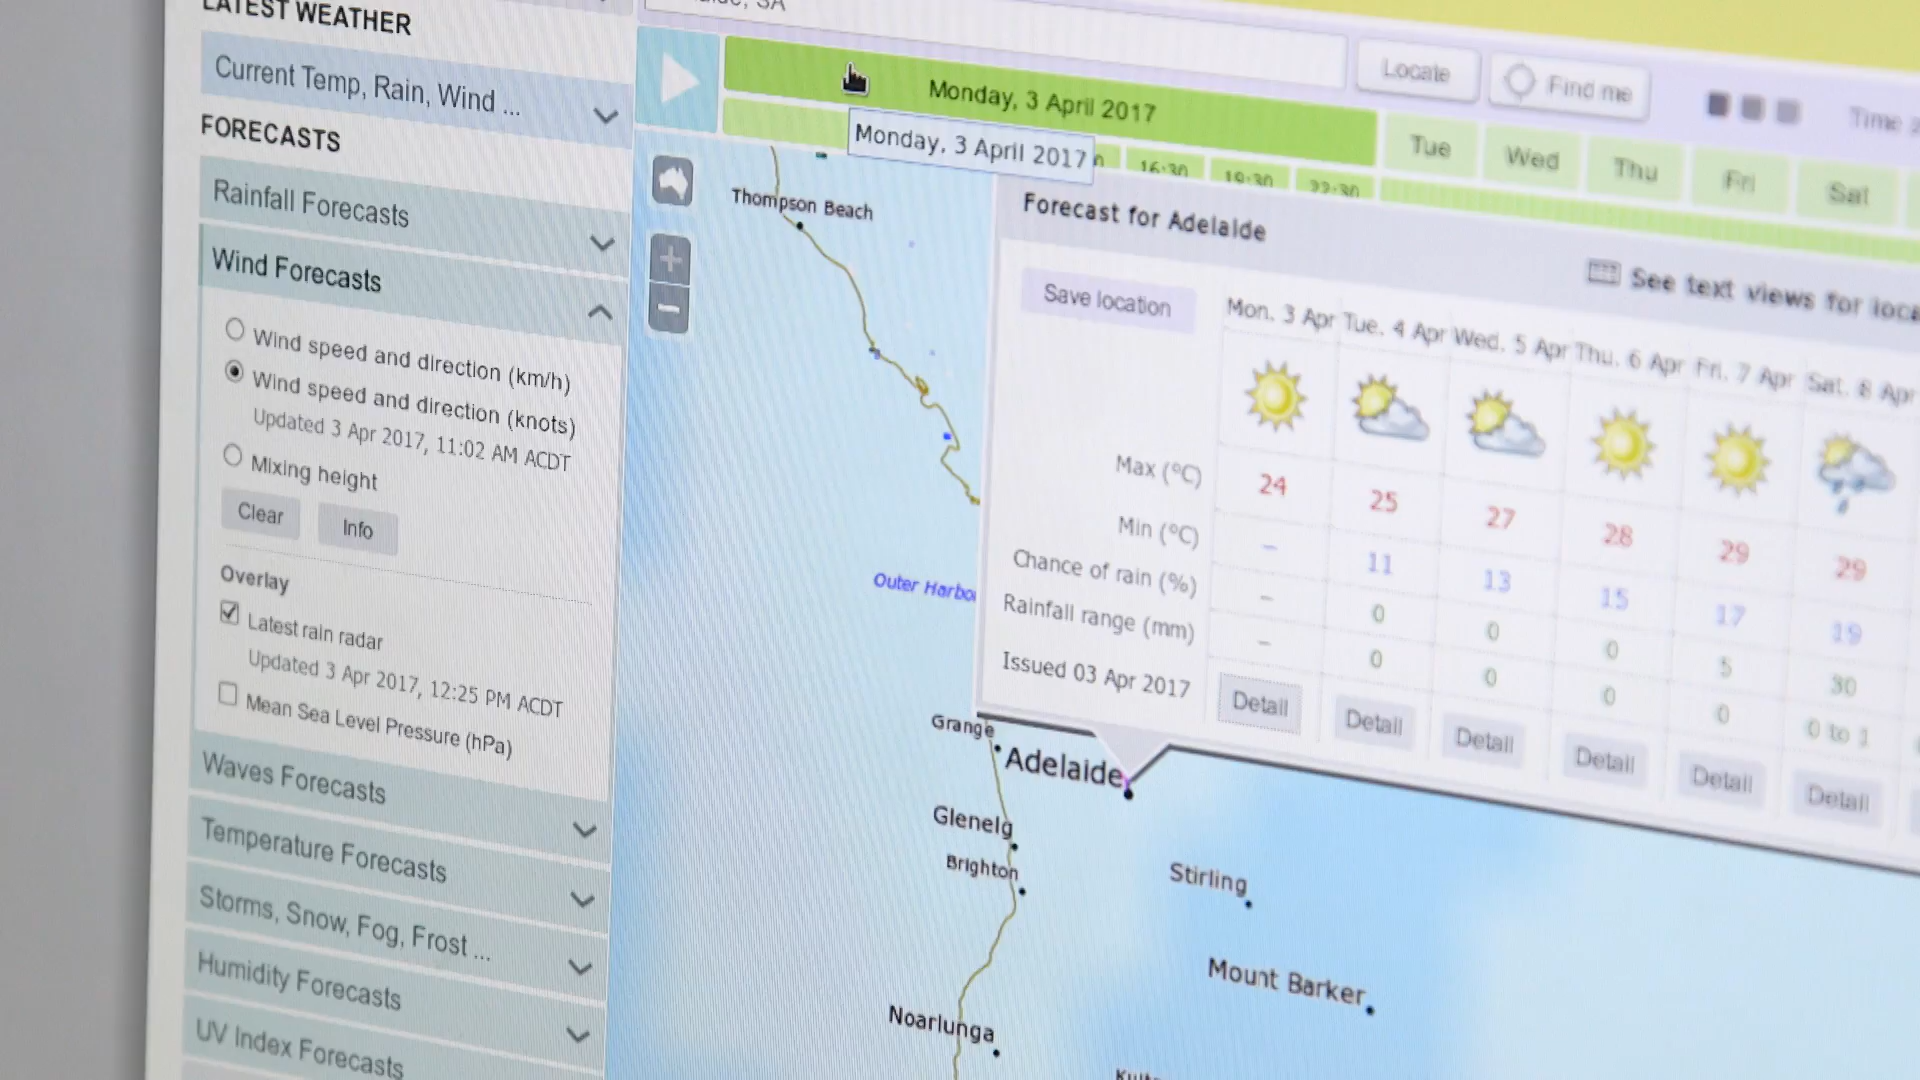 LATEST WEATHER
Current Temp, Rain, Wind ...
FORECASTS
Rainfall Forecasts
Wind Forecasts
Wind speed and direction (km/h)
Wind speed and direction (knots)
Updated 3 Apr 2017, 11:02 AM ACDT
Mixing height
Clear
Info
Overlay
Latest rain radar
Updated 3 Apr 2017, 12:25 PM ACDT
Mean Sea Level Pressure (hPa)
Waves Forecasts
Temperature Forecasts
Storms, Snow, Fog, Frost ...
Humidity Forecasts
UV Index Forecasts
SA
Locate
Find me
Time
Monday, 3 April 2017
Tue Wed Thu Fri Sat
Monday, 3 April 2017
16:30 19:30 22:30
Thompson Beach
Forecast for Adelaide
See text views for
Save location
Mon. 3 Apr Tue. 4 Apr Wed. 5 Apr Thu. 6 Apr Fri. 7 Apr Sat. 8 Apr
Max (°C) 24 25 27 28 29 29
Min (°C) – 11 13 15 17 19
Chance of rain (%) – 0 0 0 5 30
Rainfall range (mm) – 0 0 0 0 0 to 1
Issued 03 Apr 2017
Detail Detail Detail Detail Detail Detail
Outer
Grange
Adelaide
Glenelg
Brighton
Stirling
Mount Barker
Noarlunga